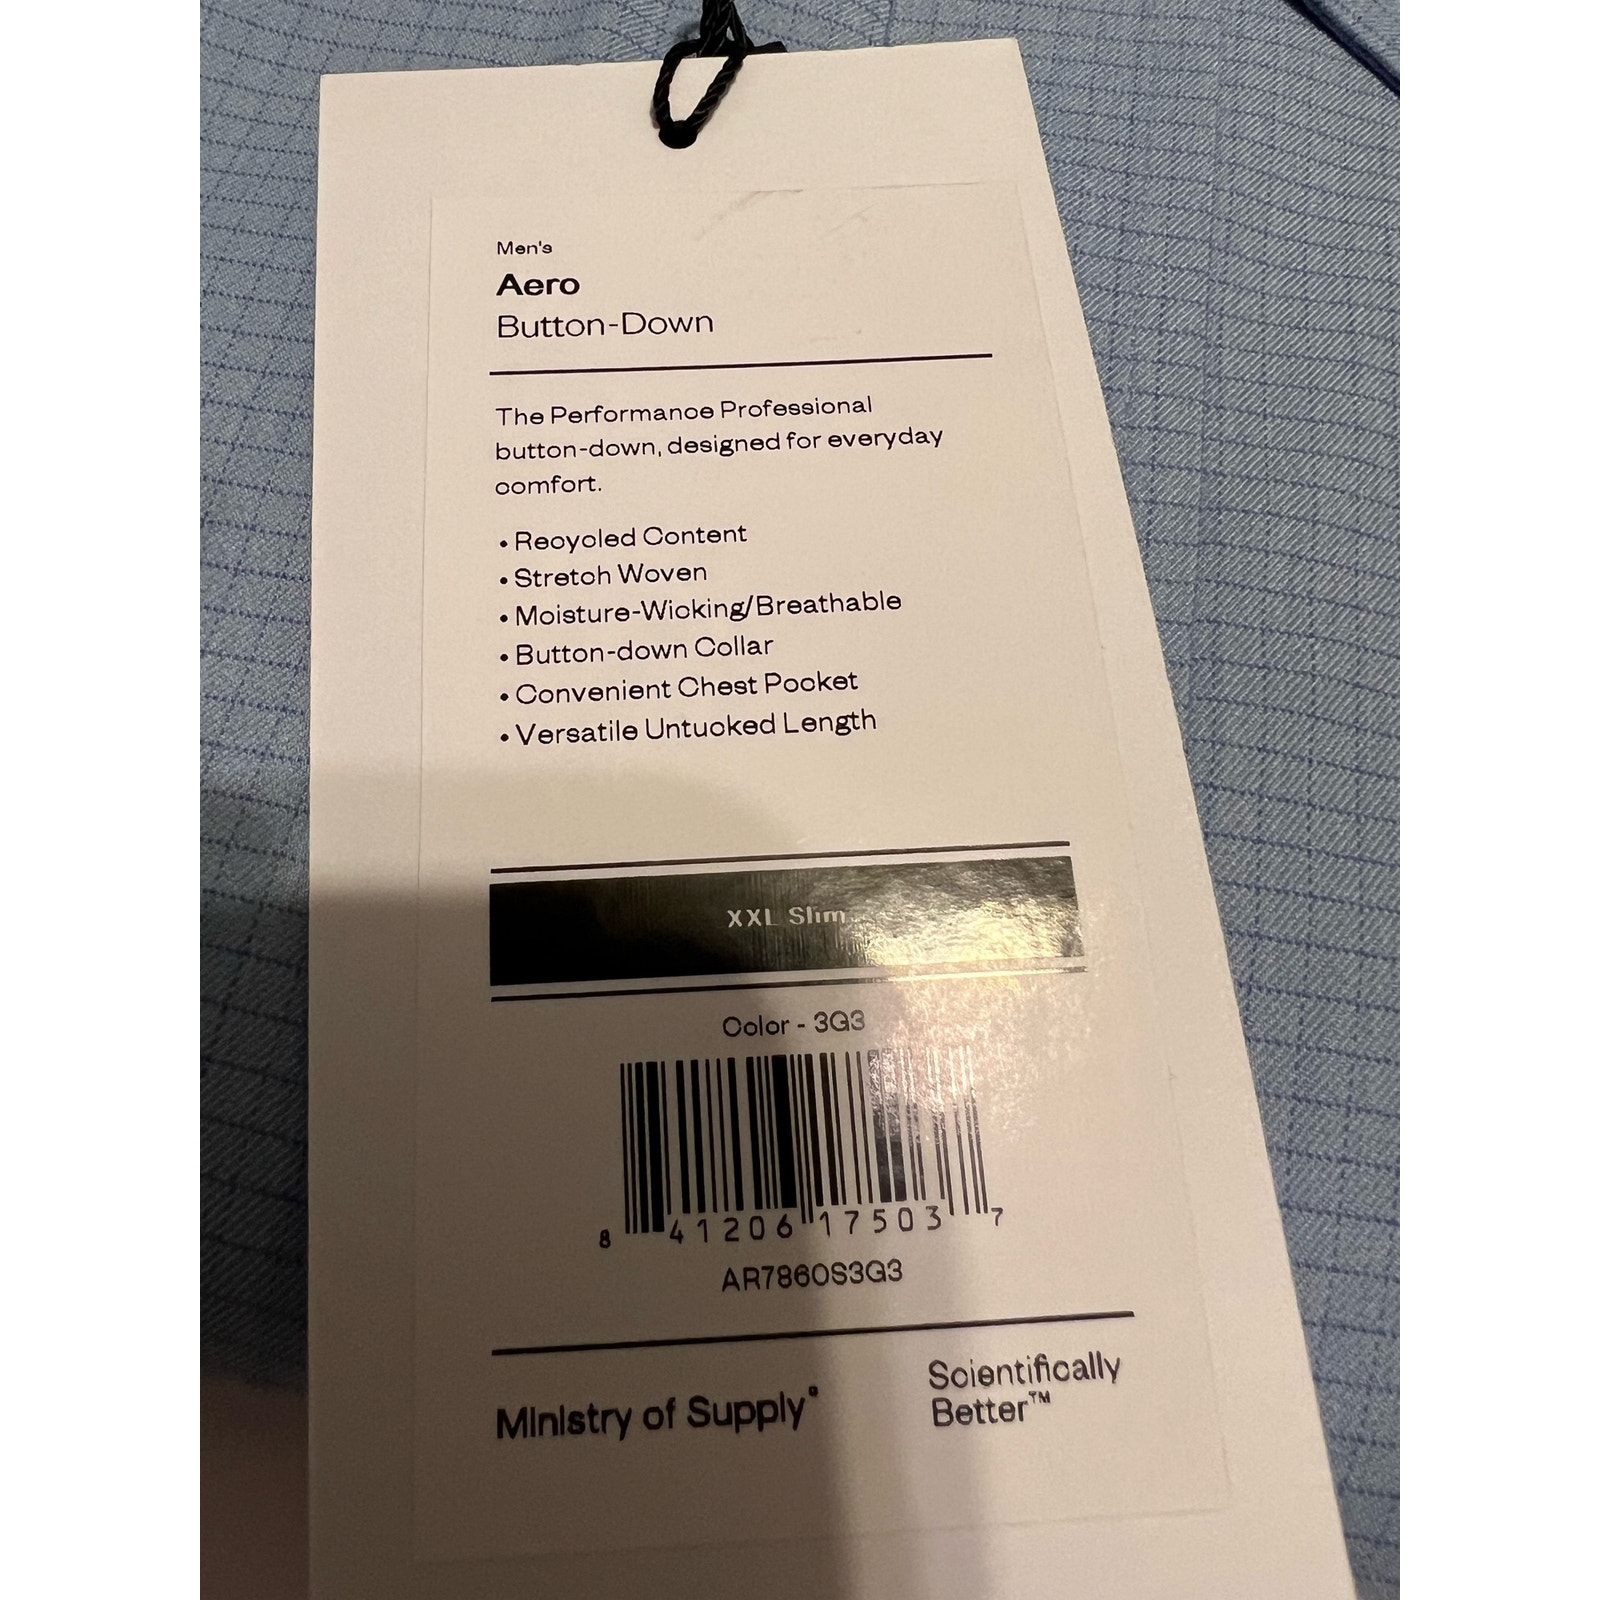 Men's
Aero
Button-Down
The Performance Professional
button-down, designed for everyday
comfort.
• Recycled Content
• Stretch Woven
• Moisture-Wicking/Breathable
• Button-down Collar
• Convenient Chest Pocket
• Versatile Untucked Length
XXL Slim
Color - 3G3
8 41206 17503 7
AR7860S3G3
Ministry of Supply®
Scientifically
Better™